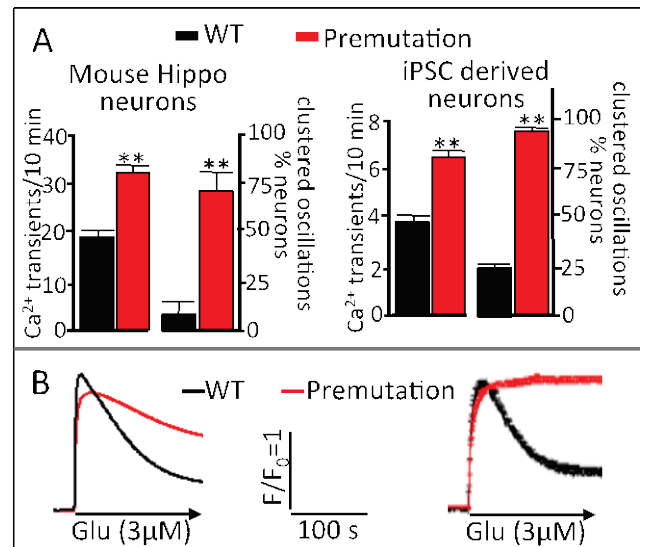 A
WT
Premutation
Mouse Hippo
neurons
iPSC derived
neurons
Ca²⁺ transients/10 min
40
30
20
10
0
**
**
100
75
50
25
0
clustered oscillations
% neurons
Ca²⁺ transients/10 min
8
6
4
2
0
**
**
100
75
50
25
0
clustered oscillations
% neurons
B
WT
Premutation
Glu (3μM)
F/F₀=1
100 s
Glu (3μM)